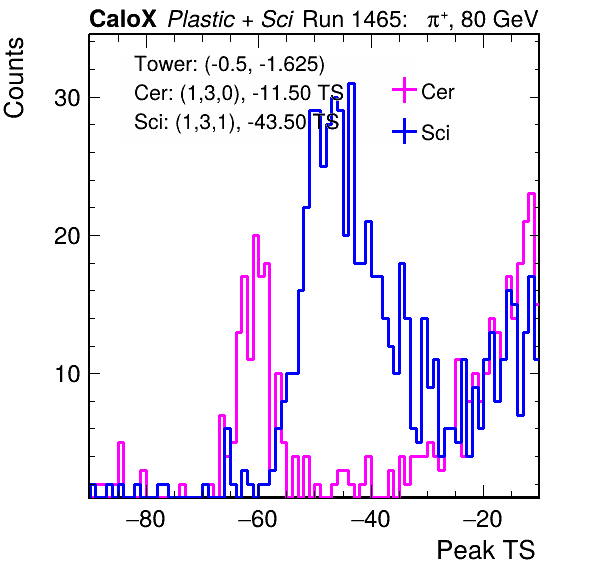 CaloX Plastic + Sci Run 1465: π⁺, 80 GeV
Counts
Tower: (-0.5, -1.625)
Cer: (1,3,0), -11.50 TS
Sci: (1,3,1), -43.50 TS
Cer
Sci
30
20
10
−80 −60 −40 −20
Peak TS